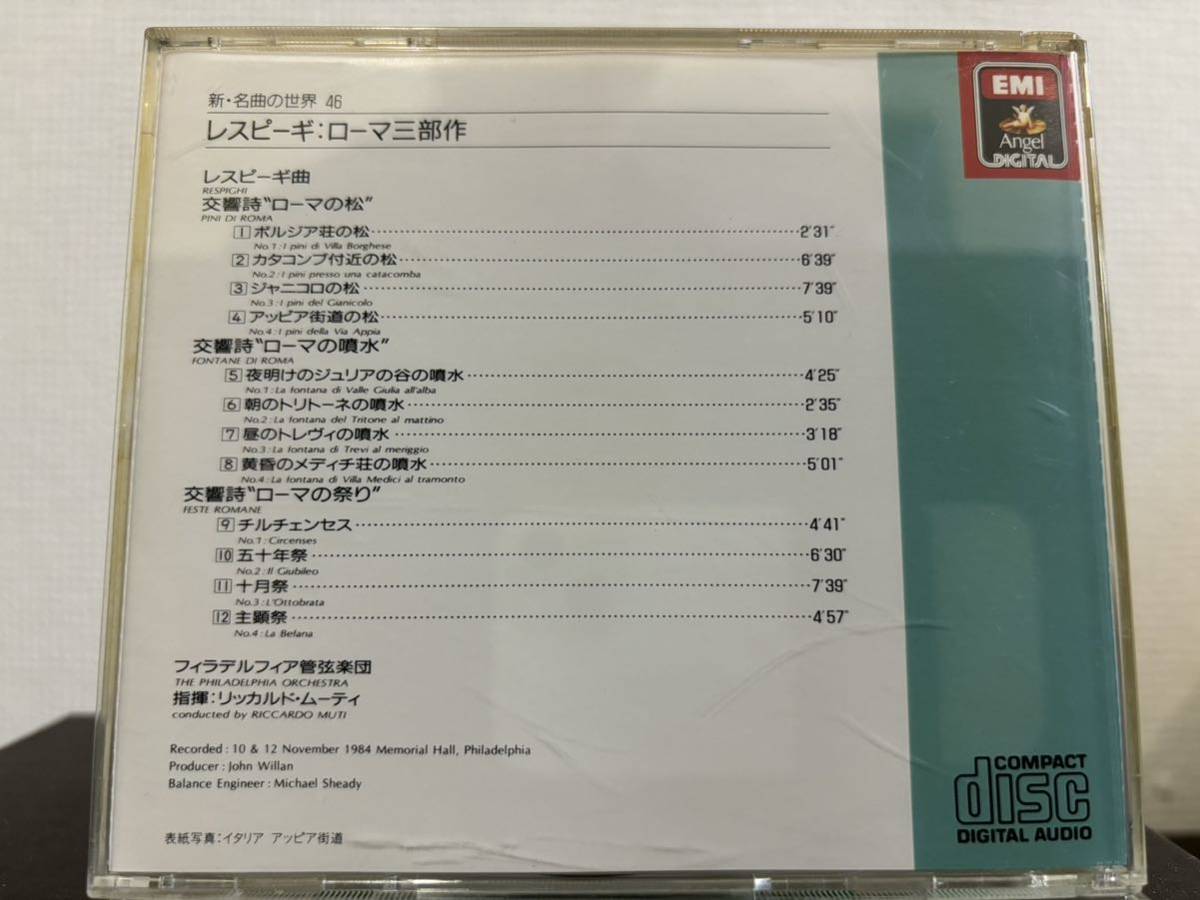 新・名曲の世界 46
レスピーギ：ローマ三部作
EMI
Angel
DIGITAL
レスピーギ曲
RESPIGHI
交響詩“ローマの松”
PINI DI ROMA
1 ボルジア荘の松 2'31"
No.1：I pini di Villa Borghese
2 カタコンブ付近の松 6'39"
No.2：I pini presso una catacomba
3 ジャニコロの松 7'39"
No.3：I pini del Gianicolo
4 アッピア街道の松 5'10"
No.4：I pini della Via Appia
交響詩“ローマの噴水”
FONTANE DI ROMA
5 夜明けのジュリアの谷の噴水 4'25"
No.1：La fontana di Valle Giulia all'alba
6 朝のトリトーネの噴水 2'35"
No.2：La fontana del Tritone al mattino
7 昼のトレヴィの噴水 3'18"
No.3：La fontana di Trevi al meriggio
8 黄昏のメディチ荘の噴水 5'01"
No.4：La fontana di Villa Medici al tramonto
交響詩“ローマの祭り”
FESTE ROMANE
9 チルチェンセス 4'41"
No.1：Circenses
10 五十年祭 6'30"
No.2：Il Giubileo
11 十月祭 7'39"
No.3：L'Ottobrata
12 主顕祭 4'57"
No.4：La Befana
フィラデルフィア管弦楽団
THE PHILADELPHIA ORCHESTRA
指揮：リッカルド・ムーティ
conducted by RICCARDO MUTI
Recorded：10 & 12 November 1984 Memorial Hall, Philadelphia
Producer：John Willan
Balance Engineer：Michael Sheady
表紙写真：イタリア アッピア街道
COMPACT
disc
DIGITAL AUDIO